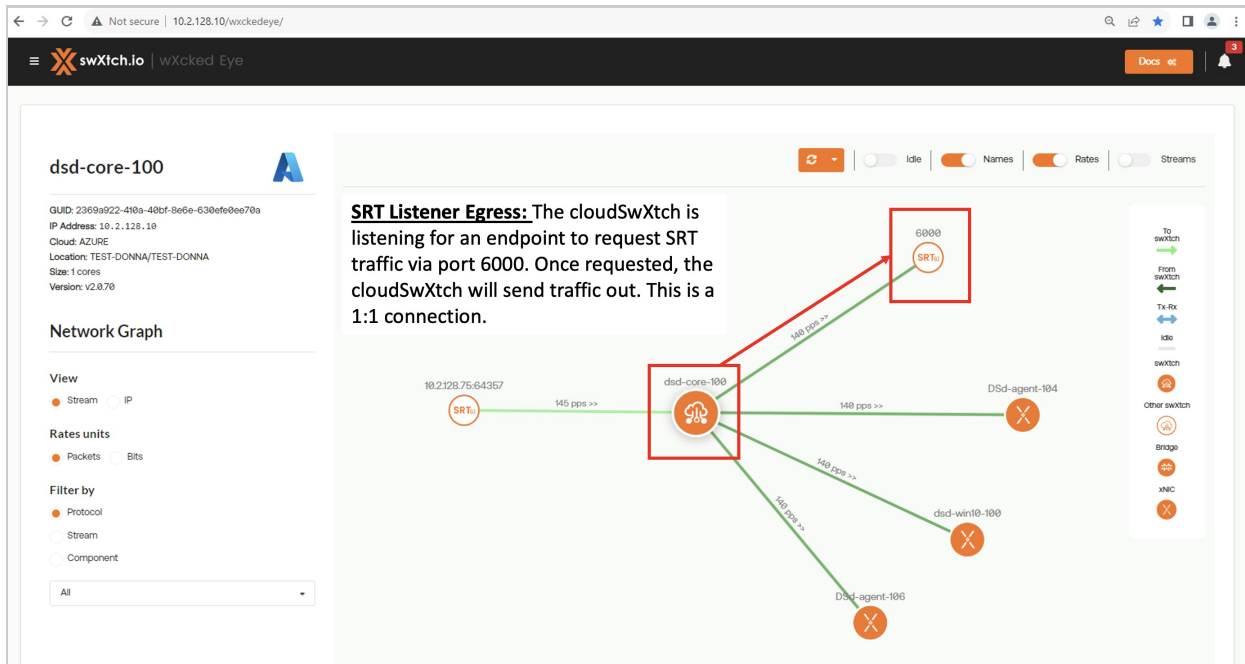 Not secure | 10.2.128.10/wxckedeye/
swXtch.io | wXcked Eye
Docs
3
dsd-core-100
GUID: 2369a922-410a-40bf-8e6e-630efe0ee70a
IP Address: 10.2.128.10
Cloud: AZURE
Location: TEST-DONNA/TEST-DONNA
Size: 1 cores
Version: v2.0.70
Network Graph
View
Stream
IP
Rates units
Packets
Bits
Filter by
Protocol
Stream
Component
All
Idle
Names
Rates
Streams
SRT Listener Egress: The cloudSwXtch is
listening for an endpoint to request SRT
traffic via port 6000. Once requested, the
cloudSwXtch will send traffic out. This is a
1:1 connection.
6000
SRT(L)
140 pps >>
10.2.128.75:64357
SRT(L)
145 pps >>
dsd-core-100
140 pps >>
DSd-agent-104
140 pps >>
dsd-win10-100
140 pps >>
DSd-agent-106
To
swXtch
From
swXtch
Tx-Rx
Idle
swXtch
Other swXtch
Bridge
xNIC